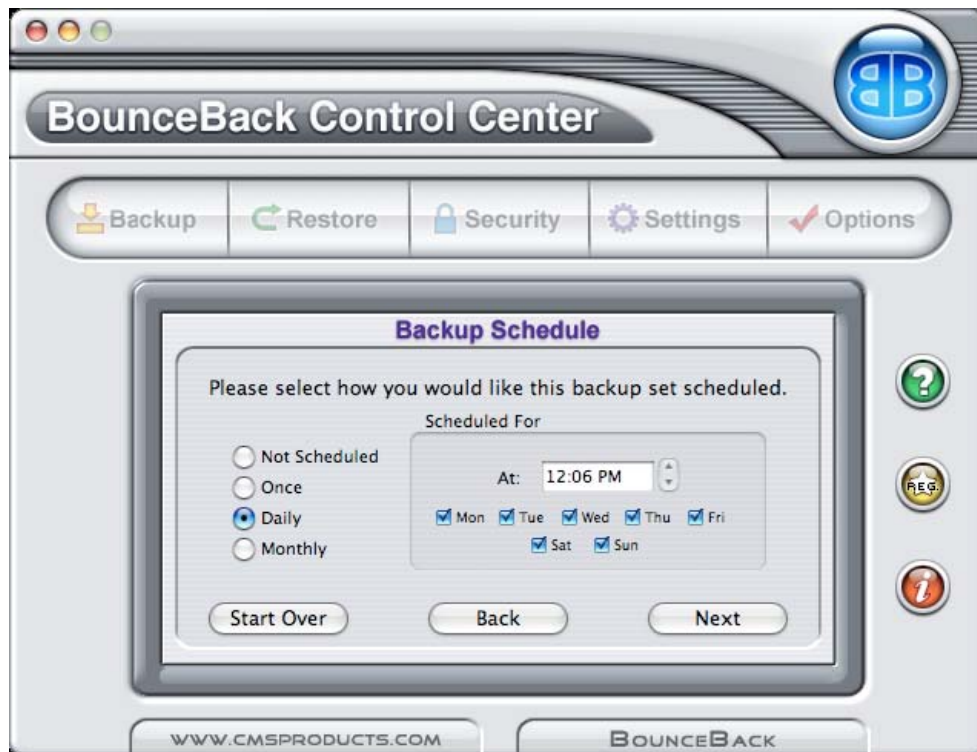 BB
BounceBack Control Center
Backup Restore Security Settings Options
Backup Schedule
Please select how you would like this backup set scheduled.
Scheduled For
Not Scheduled
Once
Daily
Monthly
At: 12:06 PM
Mon Tue Wed Thu Fri
Sat Sun
Start Over Back Next
?
REG.
i
WWW.CMSPRODUCTS.COM BOUNCEBACK